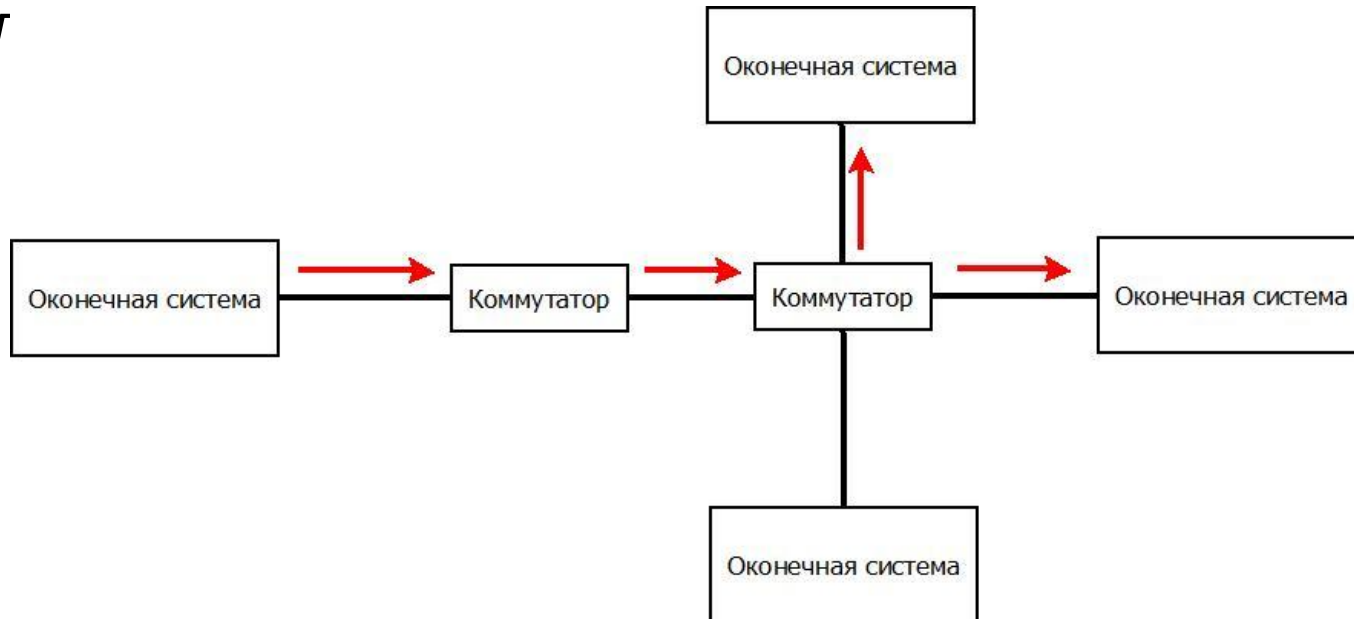 Оконечная система
Оконечная система
Коммутатор
Коммутатор
Оконечная система
Оконечная система